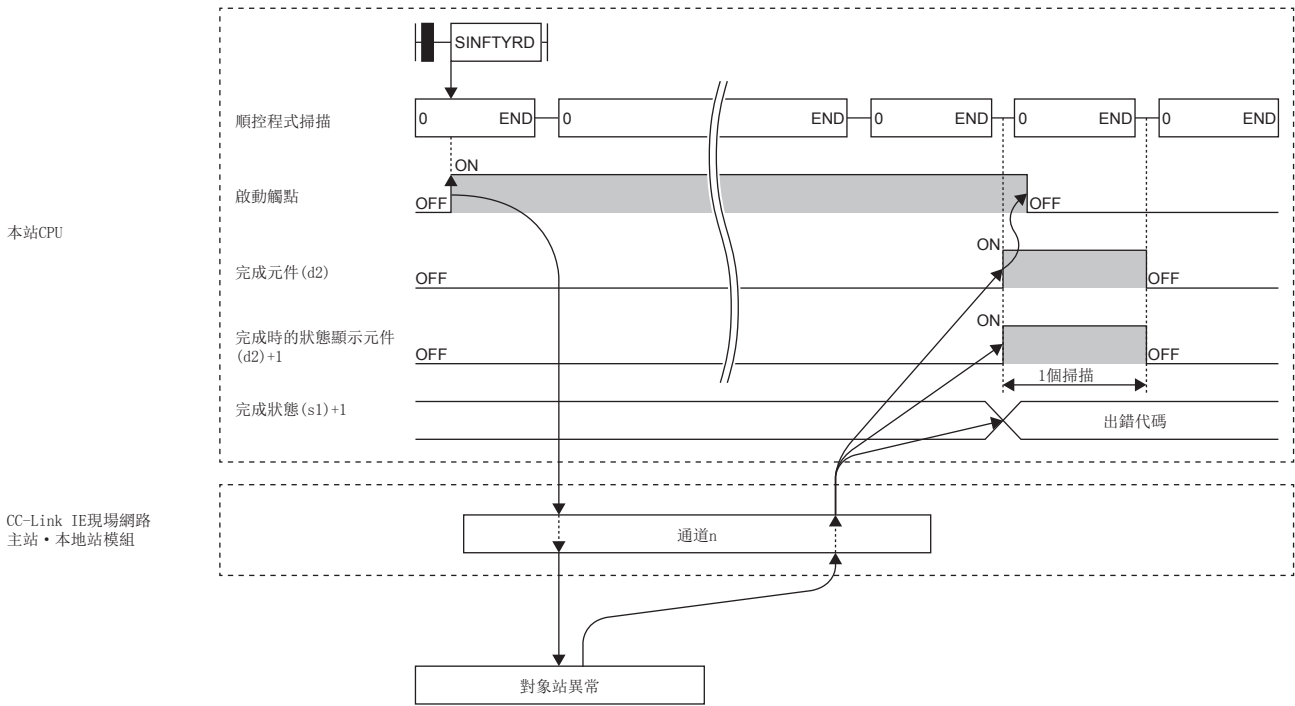 SINFTYRD
順控程式掃描
0 END 0 END 0 END 0 END 0 END
ON
啟動觸點
OFF
OFF
本站CPU
ON
完成元件(d2)
OFF
OFF
ON
完成時的狀態顯示元件
(d2)+1
OFF
OFF
1個掃描
完成狀態(s1)+1
出錯代碼
CC-Link IE現場網路
主站・本地站模組
通道n
對象站異常